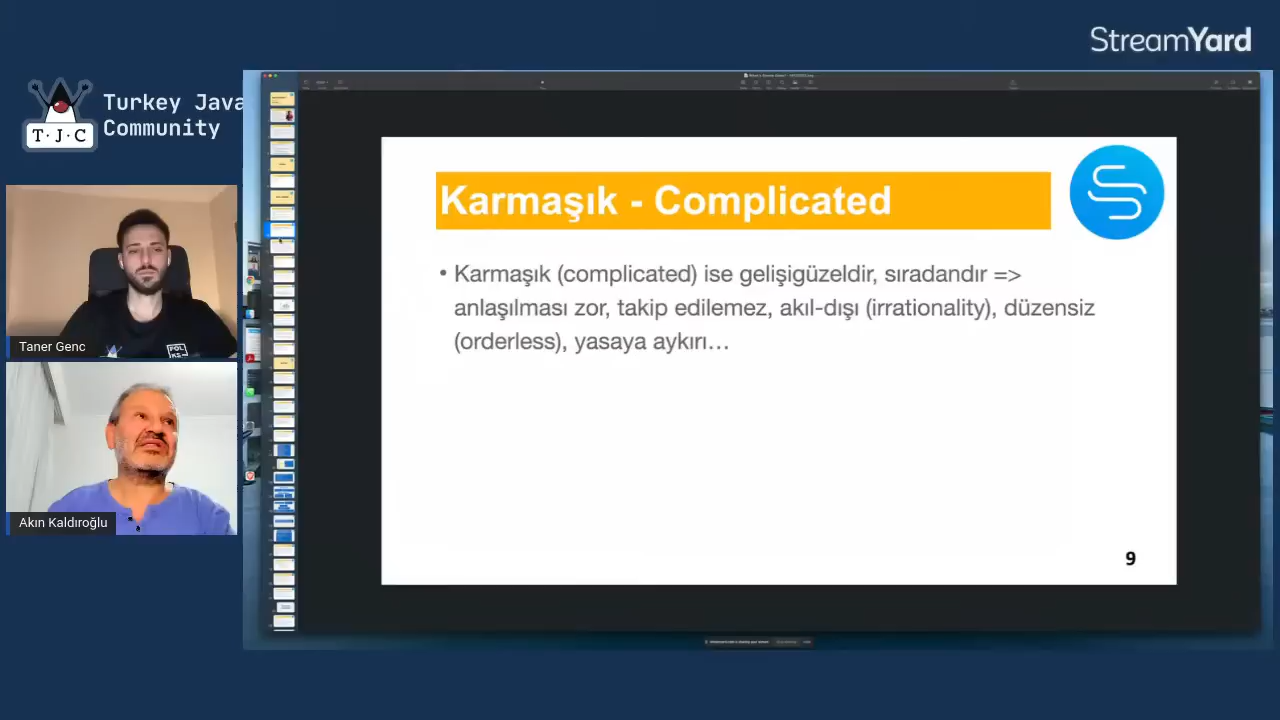 StreamYard
Turkey Java
Community
T·J·C
Karmaşık - Complicated
• Karmaşık (complicated) ise gelişigüzeldir, sıradandır =>
anlaşılması zor, takip edilemez, akıl-dışı (irrationality), düzensiz
(orderless), yasaya aykırı…
9
Taner Genc
Akın Kaldıroğlu